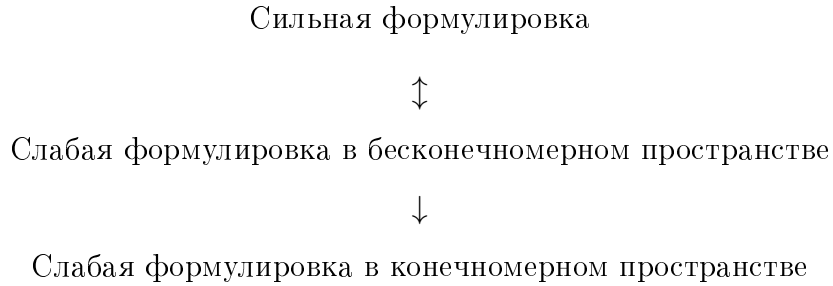 Сильная формулировка
↕
Слабая формулировка в бесконечномерном пространстве
↓
Слабая формулировка в конечномерном пространстве